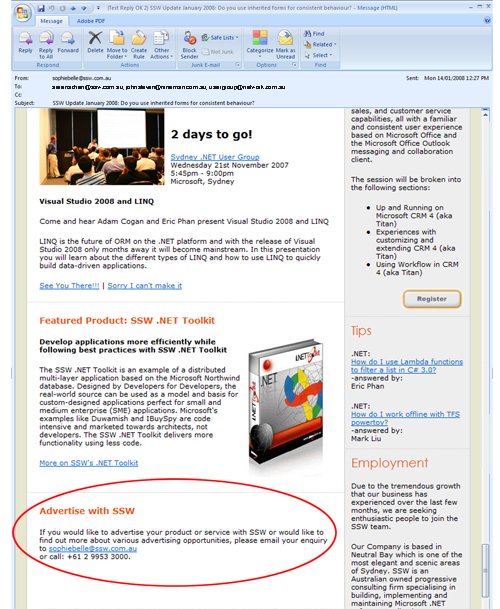 (Test Reply OK 2) SSW Update January 2008: Do you use inherited forms for consistent behaviour? - Message (HTML)
Message Adobe PDF
Reply Reply to All Forward
Delete Move to Folder Create Rule Other Actions
Block Sender Safe Lists Not Junk
Categorize Follow Up Mark as Unread
Find Related Select
Respond Actions Junk E-mail Options Find
From: sophiebelle@ssw.com.au Sent: Mon 14/01/2008 12:27 PM
To:
Cc:
Subject: SSW Update January 2008: Do you use inherited forms for consistent behaviour?
2 days to go!
Sydney .NET User Group
Wednesday 21st November 2007
5:45pm - 9:00pm
Microsoft, Sydney
Visual Studio 2008 and LINQ
Come and hear Adam Cogan and Eric Phan present Visual Studio 2008 and LINQ
LINQ is the future of ORM on the .NET platform and with the release of Visual
Studio 2008 only months away it will become mainstream. In this presentation
you will learn about the different types of LINQ and how to use LINQ to quickly
build data-driven applications.
See You There!!! | Sorry I can't make it
Featured Product: SSW .NET Toolkit
Develop applications more efficiently while
following best practices with SSW .NET Toolkit
The SSW .NET Toolkit is an example of a distributed
multi-layer application based on the Microsoft Northwind
database. Designed by Developers for Developers, the
real-world source can be used as a model and basis for
custom-designed applications perfect for small and
medium enterprise (SME) applications. Microsoft's
examples like Duwamish and IBuySpy are code
intensive and marketed towards architects, not
developers. The SSW .NET Toolkit delivers more
functionality using less code.
More on SSW's .NET Toolkit
.NET
Advertise with SSW
If you would like to advertise your product or service with SSW or would like to
find out more about various advertising opportunities, please email your enquiry
to sophiebelle@ssw.com.au
or call: +61 2 9953 3000.
sales, and customer service
capabilities, all with a familiar
and consistent user experience
based on Microsoft Office and
the Microsoft Office Outlook
messaging and collaboration
client.
The session will be broken into
the following sections:
• Up and Running on
Microsoft CRM 4 (aka
Titan)
• Experiences with
customizing and
extending CRM 4 (aka
Titan)
• Using Workflow in CRM
4 (aka Titan)
Register
Tips
.NET:
How do I use Lambda functions
to filter a list in C# 3.0?
-answered by:
Eric Phan
.NET:
How do I work offline with TFS
powertoy?
-answered by:
Mark Liu
Employment
Due to the tremendous growth
that our business has
experienced over the last few
months, we are seeking
enthusiastic people to join the
SSW team.
Our Company is based in
Neutral Bay which is one of the
most elegant and scenic areas
of Sydney. SSW is an
Australian owned progressive
consulting firm specialising in
building, implementing and
maintaining Microsoft .NET